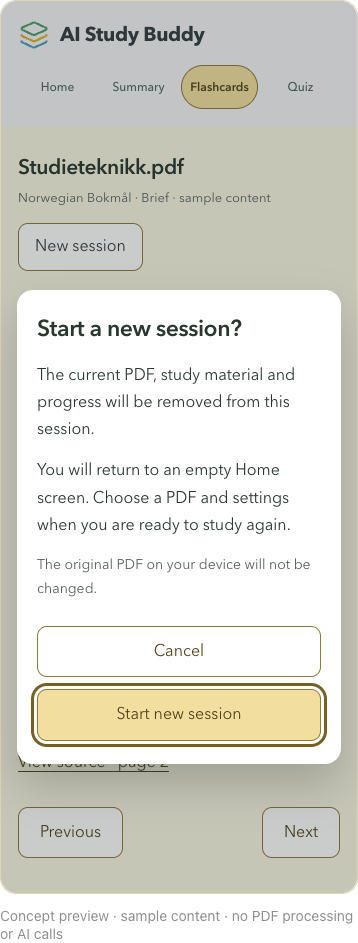 AI Study Buddy
Home Summary Flashcards Quiz
Studieteknikk.pdf
Norwegian Bokmål · Brief · sample content
New session
Start a new session?
The current PDF, study material and
progress will be removed from this
session.
You will return to an empty Home
screen. Choose a PDF and settings
when you are ready to study again.
The original PDF on your device will not be
changed.
Cancel
Start new session
View source · page 2
Previous Next
Concept preview · sample content · no PDF processing
or AI calls